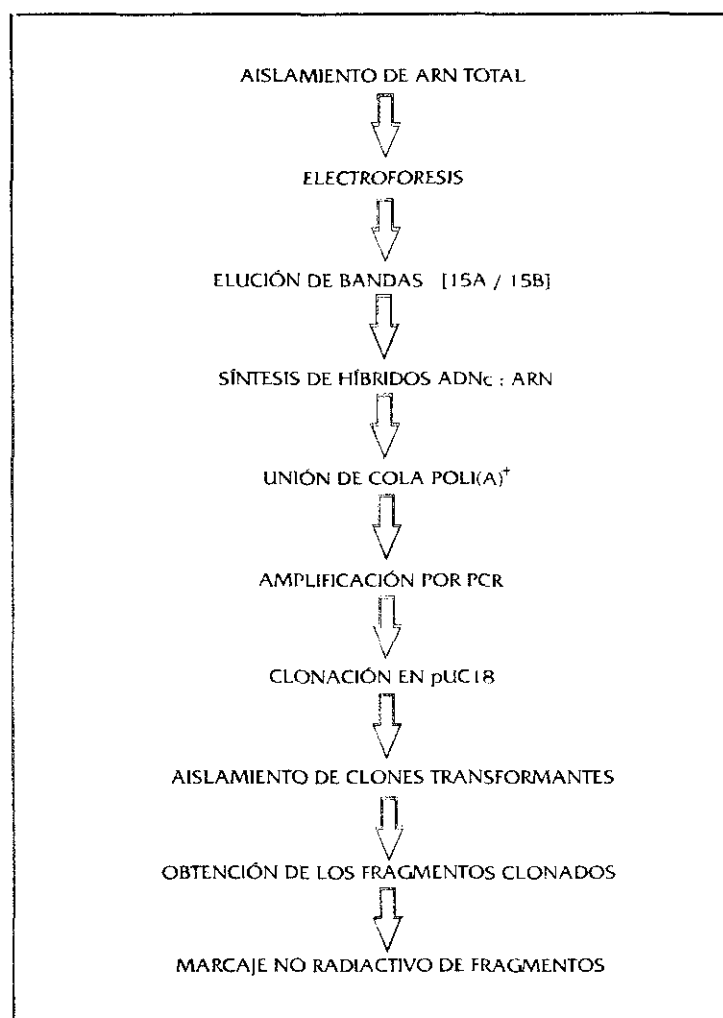 AISLAMIENTO DE ARN TOTAL
ELECTROFORESIS
ELUCIÓN DE BANDAS [15A / 15B]
SÍNTESIS DE HÍBRIDOS ADNc : ARN
UNIÓN DE COLA POLI(A)⁺
AMPLIFICACIÓN POR PCR
CLONACIÓN EN pUC18
AISLAMIENTO DE CLONES TRANSFORMANTES
OBTENCIÓN DE LOS FRAGMENTOS CLONADOS
MARCAJE NO RADIACTIVO DE FRAGMENTOS